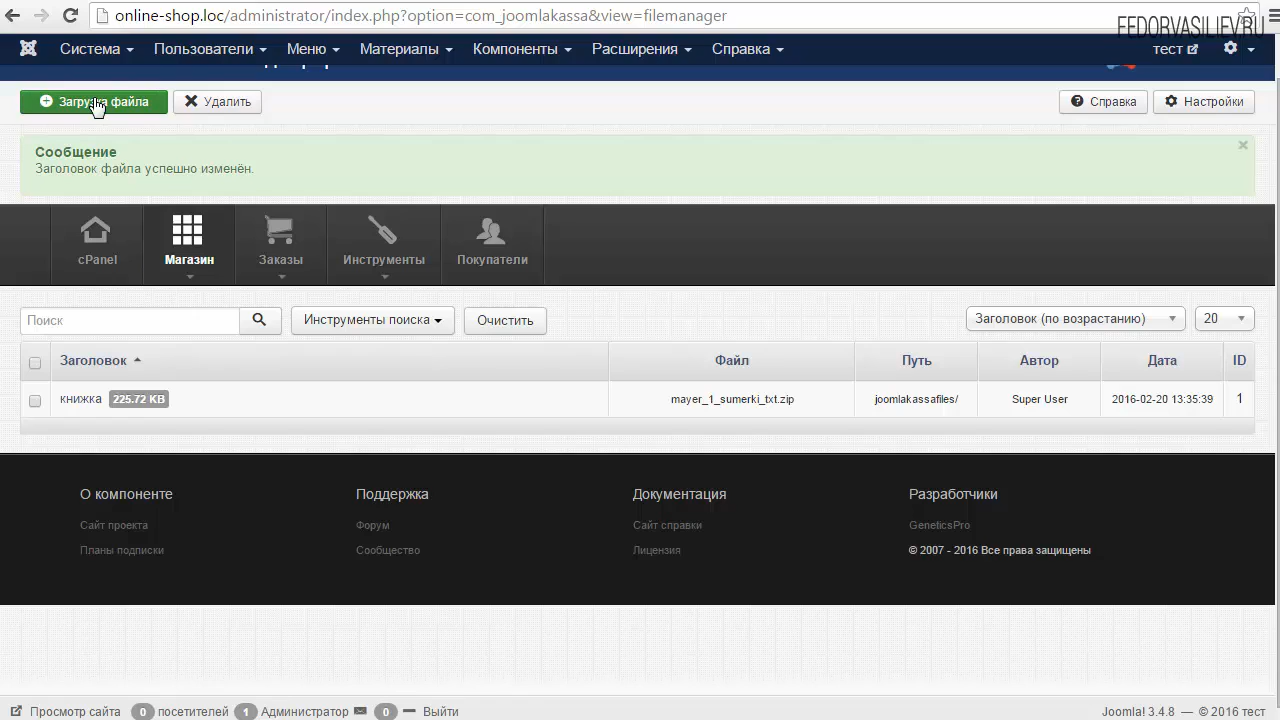 online-shop.loc/administrator/index.php?option=com_joomlakassa&view=filemanager
FEDORVASILIEV.RU
Система Пользователи Меню Материалы Компоненты Расширения Справка тест
Загрузка файла Удалить Справка Настройки
Сообщение
Заголовок файла успешно изменён.
cPanel Магазин Заказы Инструменты Покупатели
Поиск Инструменты поиска Очистить Заголовок (по возрастанию) 20
Заголовок Файл Путь Автор Дата ID
книжка 225.72 KB mayer_1_sumerki_txt.zip joomlakassafiles/ Super User 2016-02-20 13:35:39 1
О компоненте Поддержка Документация Разработчики
Сайт проекта Форум Сайт справки GeneticsPro
Планы подписки Сообщество Лицензия © 2007 - 2016 Все права защищены
Просмотр сайта 0 посетителей 1 Администратор 0 Выйти Joomla! 3.4.8 — © 2016 тест